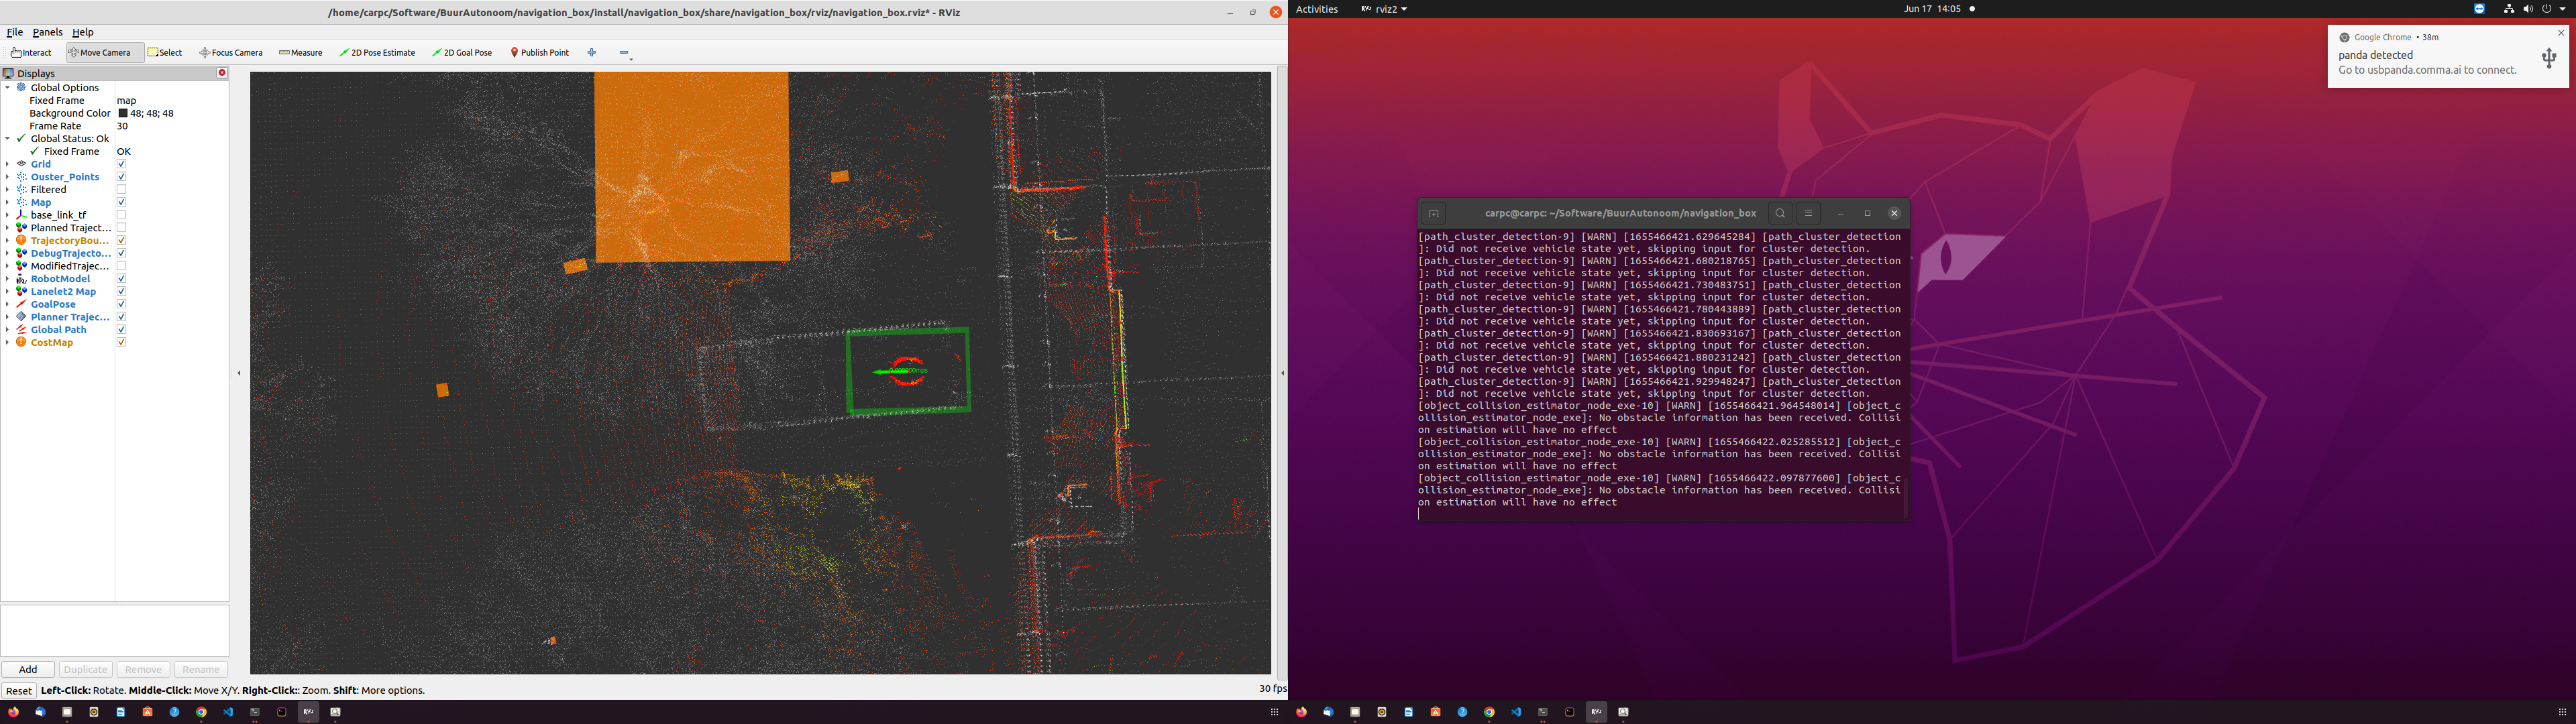 /home/carpc/Software/BuurAutonoom/navigation_box/install/navigation_box/share/navigation_box/rviz/navigation_box.rviz* - RViz
File Panels Help
Interact Move Camera Select Focus Camera Measure 2D Pose Estimate 2D Goal Pose Publish Point
Displays
Global Options
Fixed Frame map
Background Color 48; 48; 48
Frame Rate 30
Global Status: Ok
Fixed Frame OK
Grid
Ouster_Points
Filtered
Map
base_link_tf
Planned Traject...
TrajectoryBou...
DebugTrajecto...
ModifiedTrajec...
RobotModel
Lanelet2 Map
GoalPose
Planner Trajec...
Global Path
CostMap
Add Duplicate Remove Rename
Reset Left-Click: Rotate. Middle-Click: Move X/Y. Right-Click:: Zoom. Shift: More options.
30 fps
Activities rviz2 Jun 17 14:05
Google Chrome • 38m
panda detected
Go to usbpanda.comma.ai to connect.
carpc@carpc: ~/Software/BuurAutonoom/navigation_box
[path_cluster_detection-9] [WARN] [1655466421.629645284] [path_cluster_detection
]: Did not receive vehicle state yet, skipping input for cluster detection.
[path_cluster_detection-9] [WARN] [1655466421.680218765] [path_cluster_detection
]: Did not receive vehicle state yet, skipping input for cluster detection.
[path_cluster_detection-9] [WARN] [1655466421.730483751] [path_cluster_detection
]: Did not receive vehicle state yet, skipping input for cluster detection.
[path_cluster_detection-9] [WARN] [1655466421.780443889] [path_cluster_detection
]: Did not receive vehicle state yet, skipping input for cluster detection.
[path_cluster_detection-9] [WARN] [1655466421.830693167] [path_cluster_detection
]: Did not receive vehicle state yet, skipping input for cluster detection.
[path_cluster_detection-9] [WARN] [1655466421.880231242] [path_cluster_detection
]: Did not receive vehicle state yet, skipping input for cluster detection.
[path_cluster_detection-9] [WARN] [1655466421.929948247] [path_cluster_detection
]: Did not receive vehicle state yet, skipping input for cluster detection.
[object_collision_estimator_node_exe-10] [WARN] [1655466421.964548014] [object_c
ollision_estimator_node_exe]: No obstacle information has been received. Collisi
on estimation will have no effect
[object_collision_estimator_node_exe-10] [WARN] [1655466422.025285512] [object_c
ollision_estimator_node_exe]: No obstacle information has been received. Collisi
on estimation will have no effect
[object_collision_estimator_node_exe-10] [WARN] [1655466422.097877600] [object_c
ollision_estimator_node_exe]: No obstacle information has been received. Collisi
on estimation will have no effect